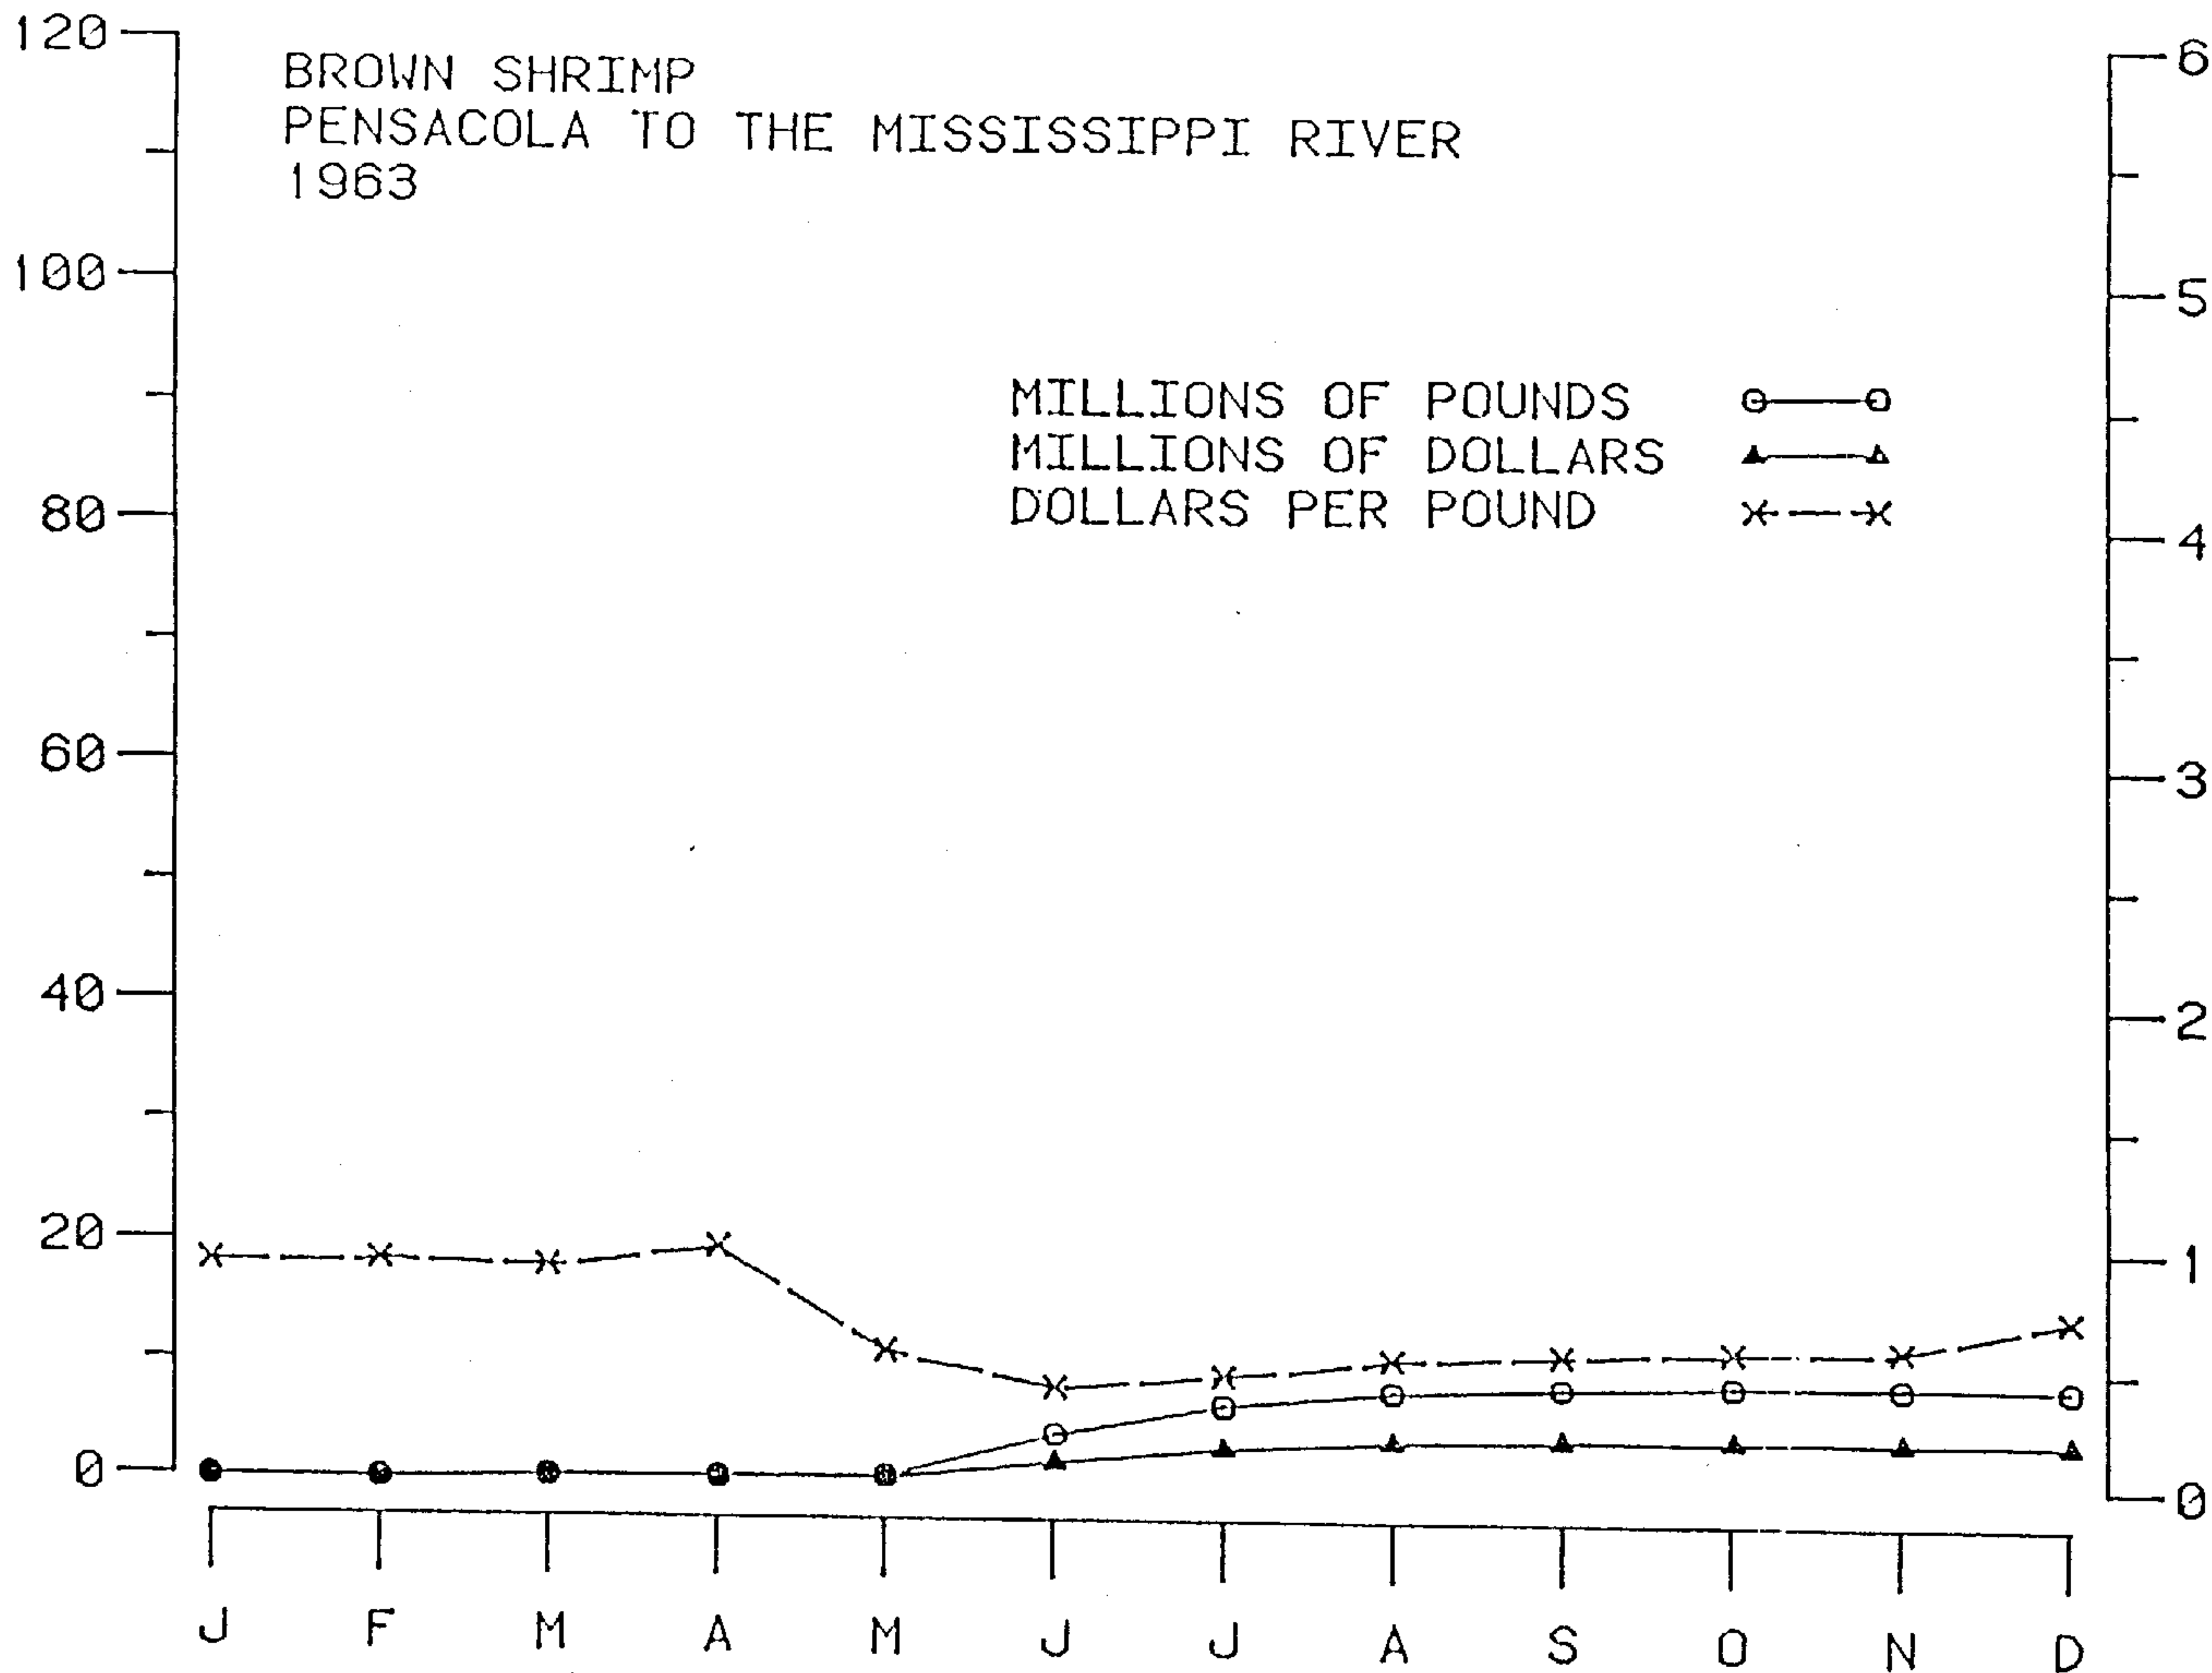 BROWN SHRIMP
PENSACOLA TO THE MISSISSIPPI RIVER
1963
MILLIONS OF POUNDS
MILLIONS OF DOLLARS
DOLLARS PER POUND
120
100
80
60
40
20
0
6
5
4
3
2
1
0
J F M A M J J A S O N D